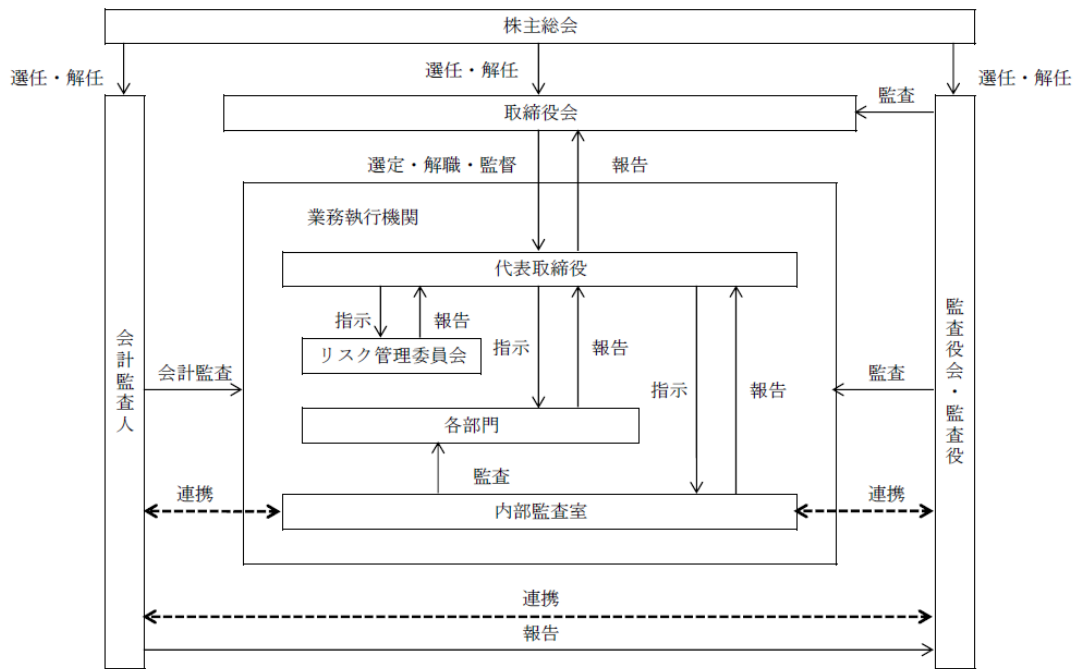 株主総会
選任・解任
選任・解任
選任・解任
取締役会
監査
選定・解職・監督
報告
業務執行機関
代表取締役
指示
報告
リスク管理委員会
指示
報告
指示
報告
会計監査人
会計監査
監査
監査役会・監査役
各部門
監査
連携
内部監査室
連携
連携
報告